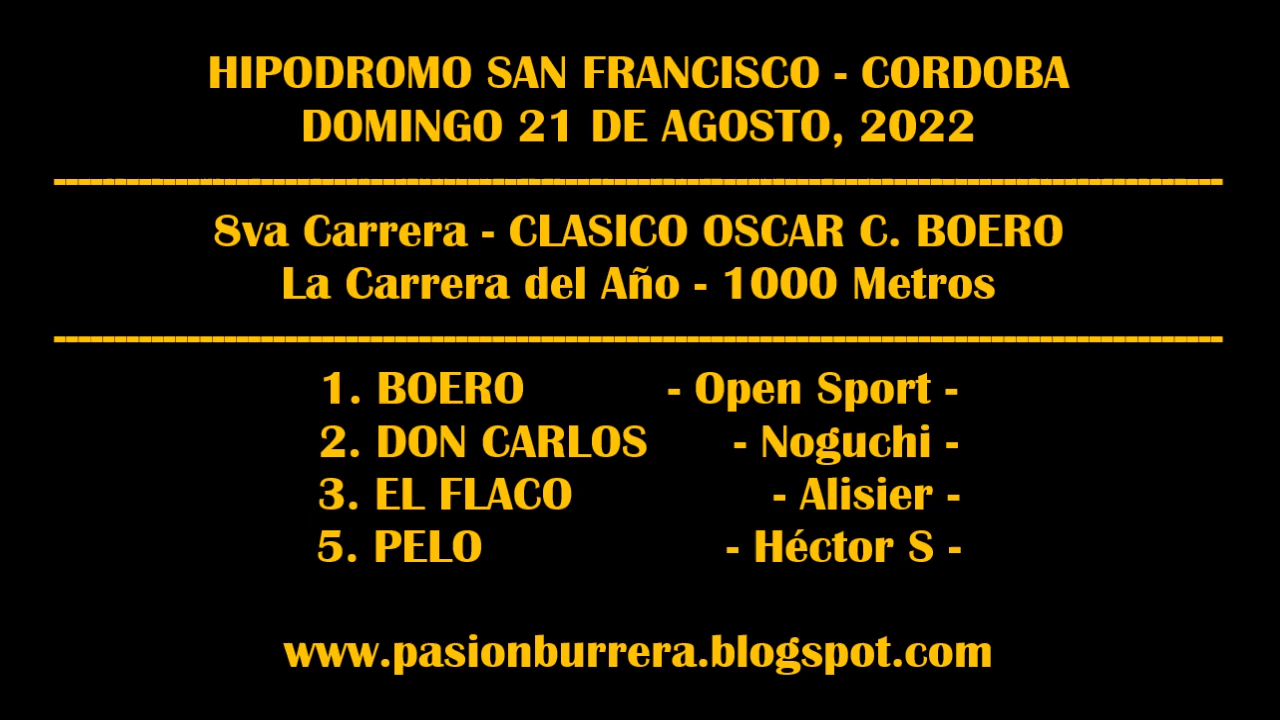 HIPODROMO SAN FRANCISCO - CORDOBA
DOMINGO 21 DE AGOSTO, 2022
8va Carrera - CLASICO OSCAR C. BOERO
La Carrera del Año - 1000 Metros
1. BOERO - Open Sport -
2. DON CARLOS - Noguchi -
3. EL FLACO - Alisier -
5. PELO - Héctor S -
www.pasionburrera.blogspot.com